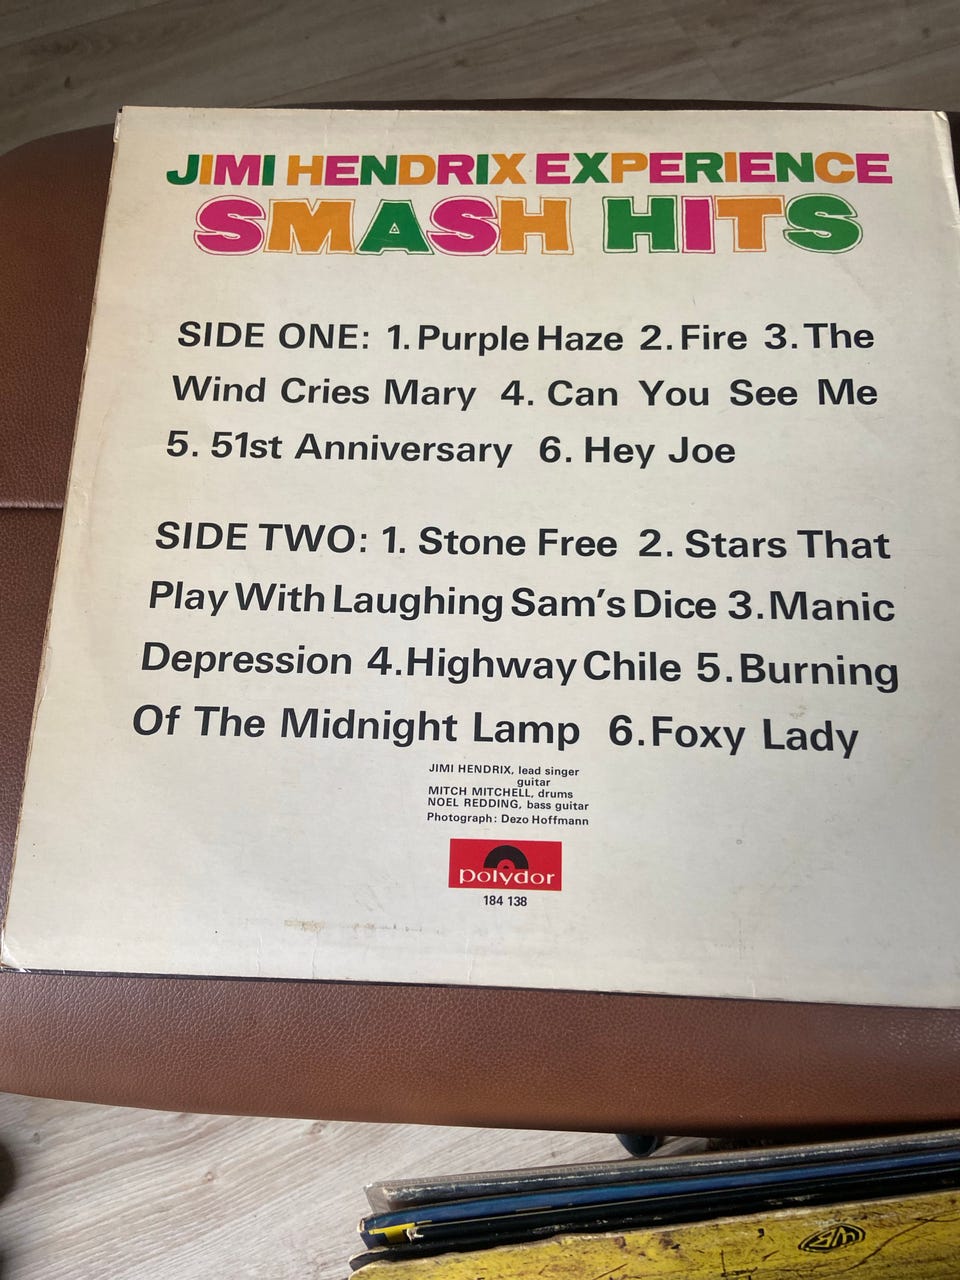 JIMI HENDRIX EXPERIENCE
SMASH HITS
SIDE ONE: 1. Purple Haze 2. Fire 3. The
Wind Cries Mary 4. Can You See Me
5. 51st Anniversary 6. Hey Joe
SIDE TWO: 1. Stone Free 2. Stars That
Play With Laughing Sam's Dice 3. Manic
Depression 4. Highway Chile 5. Burning
Of The Midnight Lamp 6. Foxy Lady
JIMI HENDRIX, lead singer
guitar
MITCH MITCHELL, drums
NOEL REDDING, bass guitar
Photograph: Dezo Hoffmann
polydor
184 138